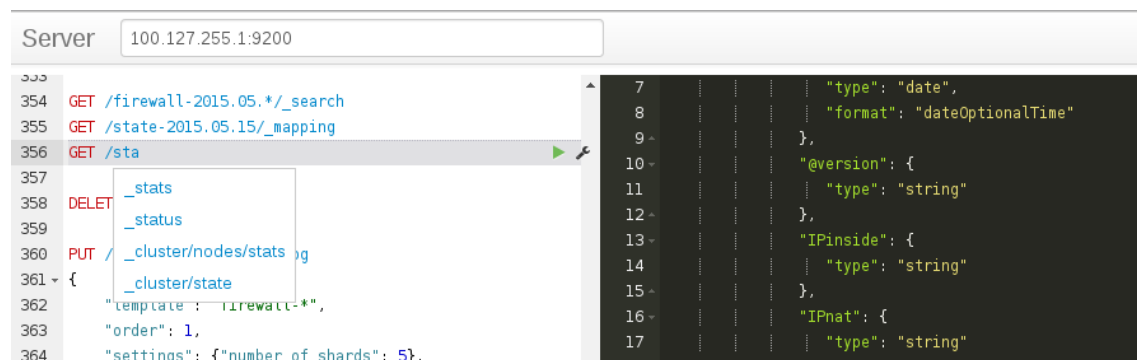 Server 100.127.255.1:9200
353
354 GET /firewall-2015.05.*/_search
355 GET /state-2015.05.15/_mapping
356 GET /sta
357
_stats
358 DELET
_status
359
360 PUT /
_cluster/nodes/stats
og
361 {
_cluster/state
362 "template" : "firewall-*",
363 "order": 1,
364 "settings": {"number_of_shards": 5},
7 "type": "date",
8 "format": "dateOptionalTime"
9 },
10 "@version": {
11 "type": "string"
12 },
13 "IPinside": {
14 "type": "string"
15 },
16 "IPnat": {
17 "type": "string"